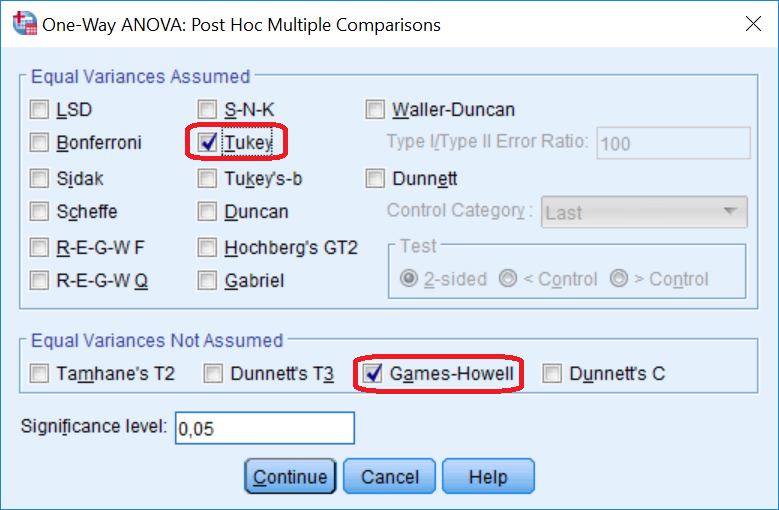 One-Way ANOVA: Post Hoc Multiple Comparisons
Equal Variances Assumed
LSD S-N-K Waller-Duncan
Bonferroni Tukey Type I/Type II Error Ratio: 100
Sidak Tukey's-b Dunnett
Scheffe Duncan Control Category : Last
R-E-G-W F Hochberg's GT2 Test
R-E-G-W Q Gabriel 2-sided < Control > Control
Equal Variances Not Assumed
Tamhane's T2 Dunnett's T3 Games-Howell Dunnett's C
Significance level: 0,05
Continue Cancel Help